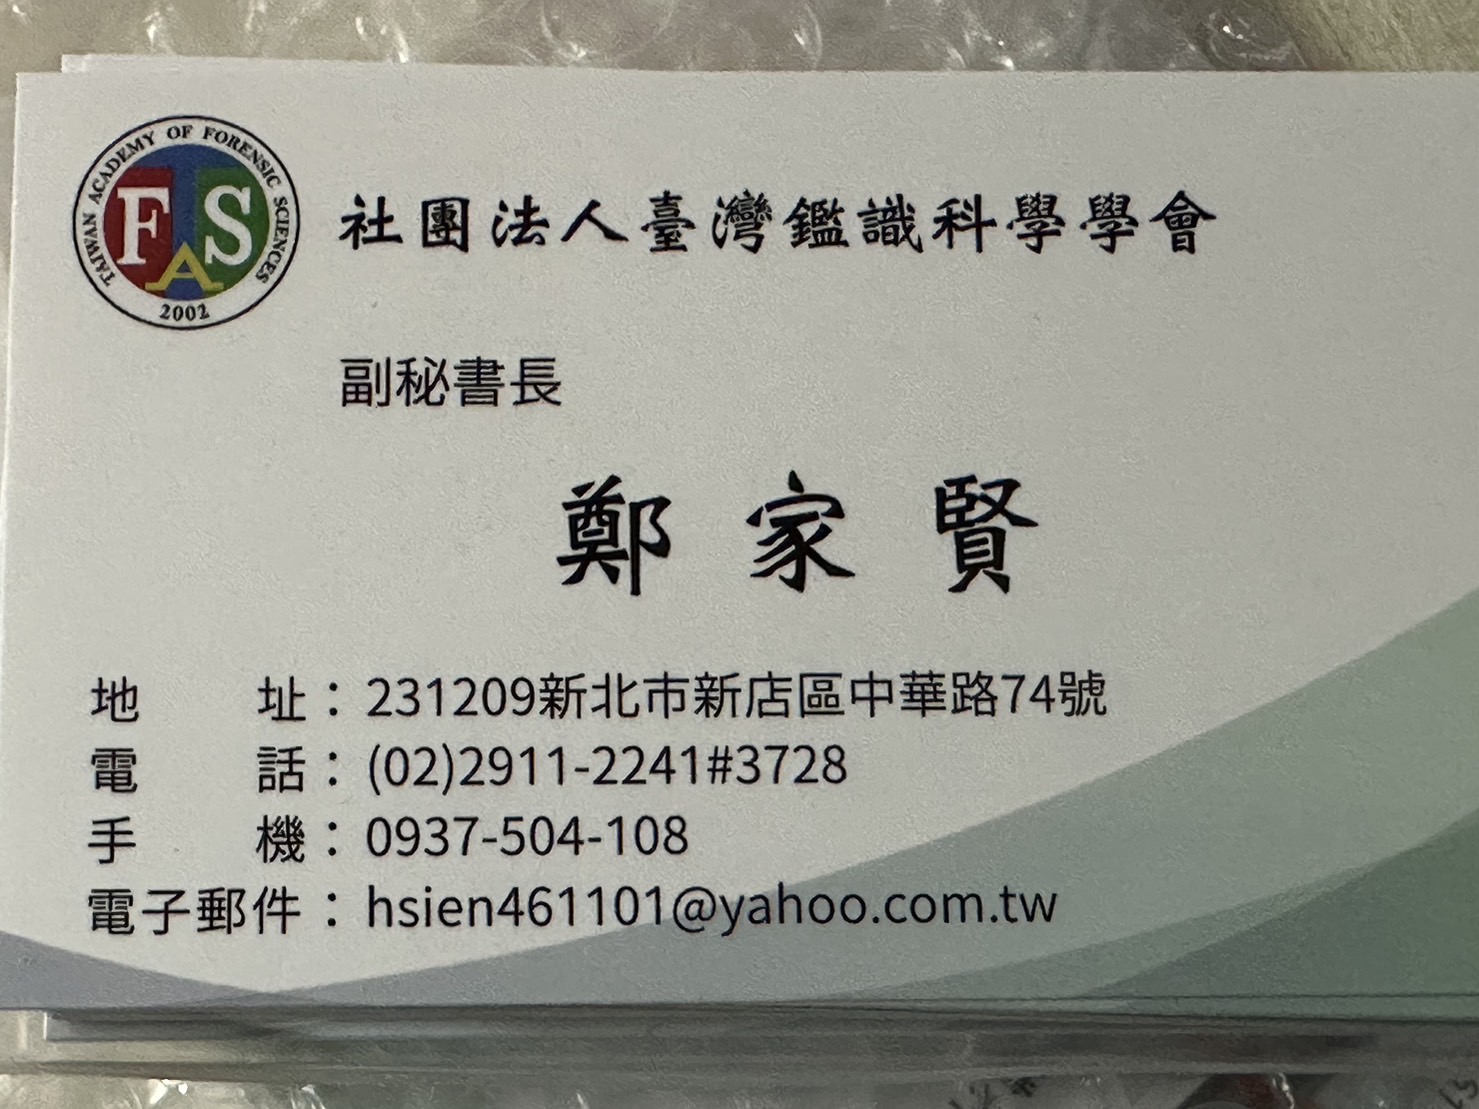 TAIWAN ACADEMY OF FORENSIC SCIENCES
FAS
2002
社團法人臺灣鑑識科學學會
副秘書長
鄭家賢
地址：231209新北市新店區中華路74號
電話：(02)2911-2241#3728
手機：0937-504-108
電子郵件：hsien461101@yahoo.com.tw